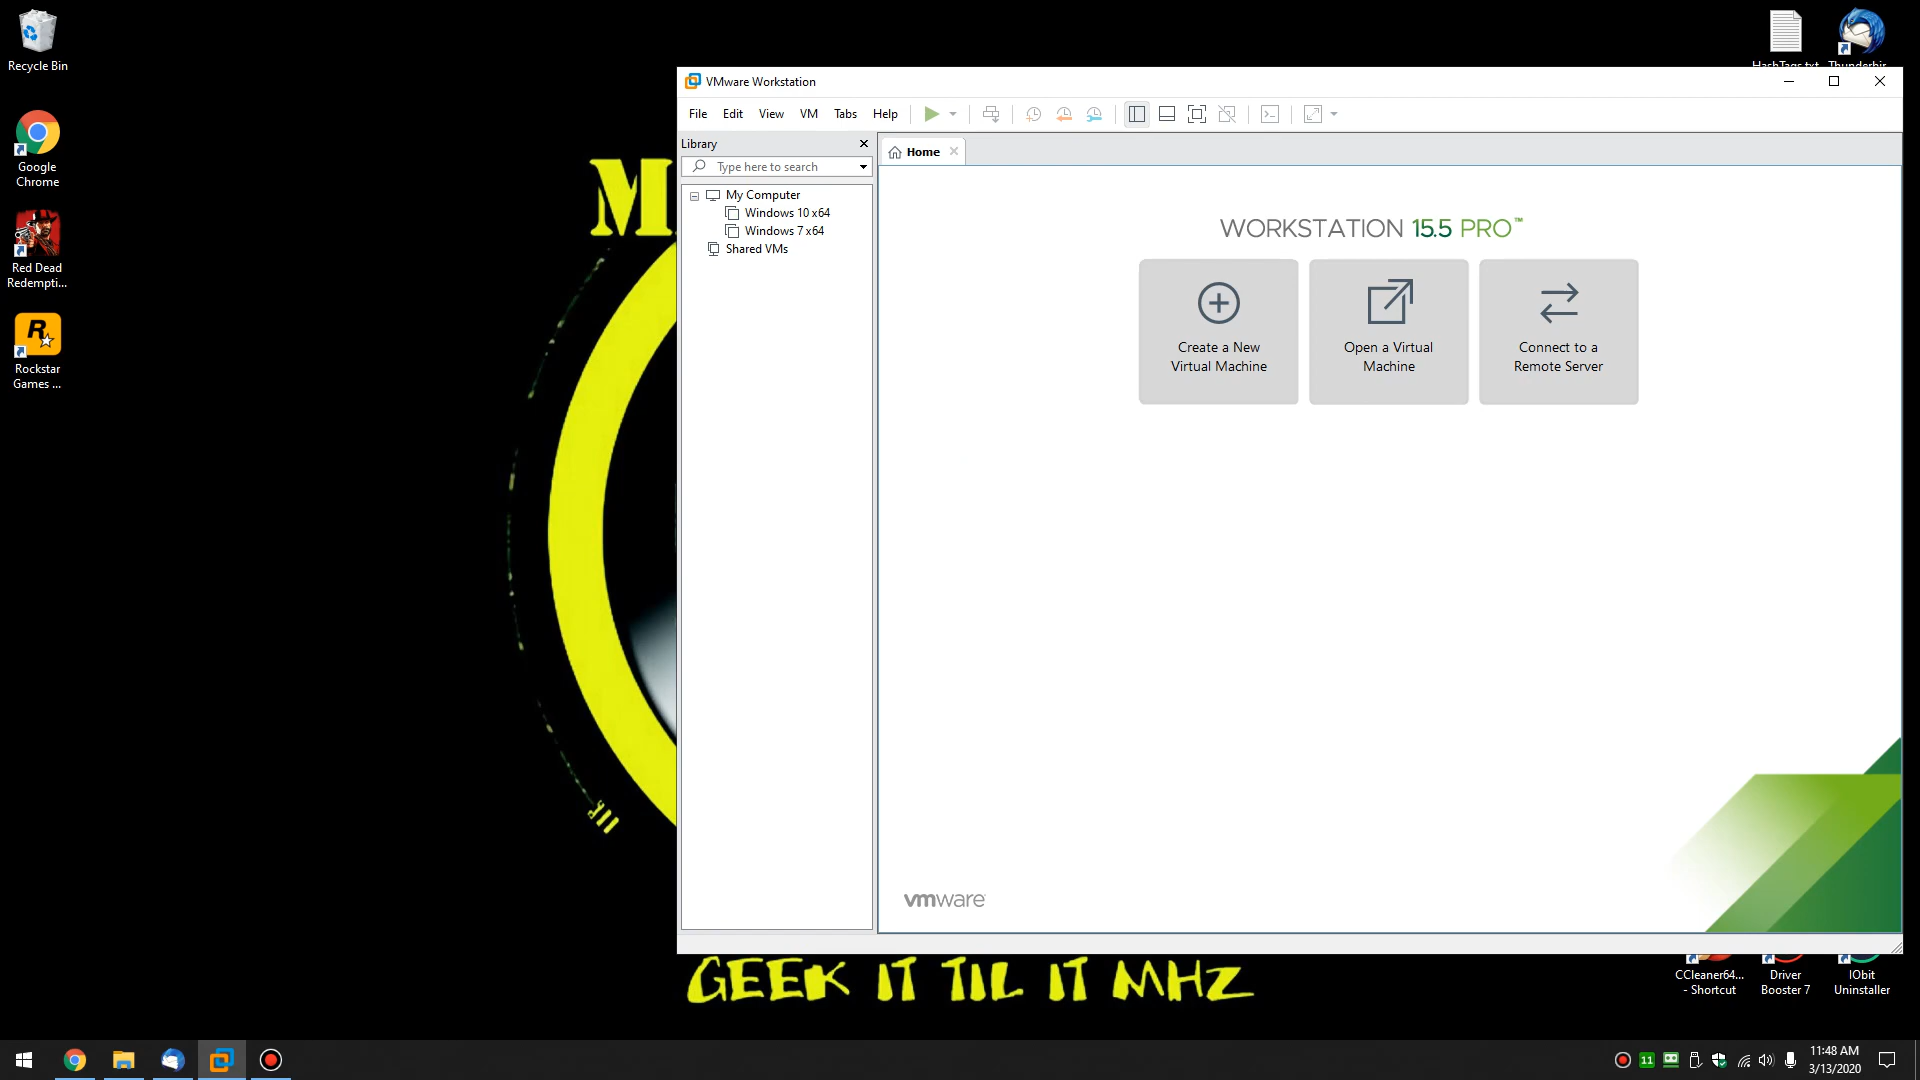 Recycle Bin
Google
Chrome
Red Dead
Redempti...
Rockstar
Games ...
VMware Workstation
File Edit View VM Tabs Help
Library
Type here to search
My Computer
Windows 10 x64
Windows 7 x64
Shared VMs
Home
WORKSTATION 15.5 PRO™
Create a New
Virtual Machine
Open a Virtual
Machine
Connect to a
Remote Server
vmware
GEEK IT TIL IT MHZ
CCleaner64...
- Shortcut
Driver
Booster 7
IObit
Uninstaller
11
11:48 AM
3/13/2020